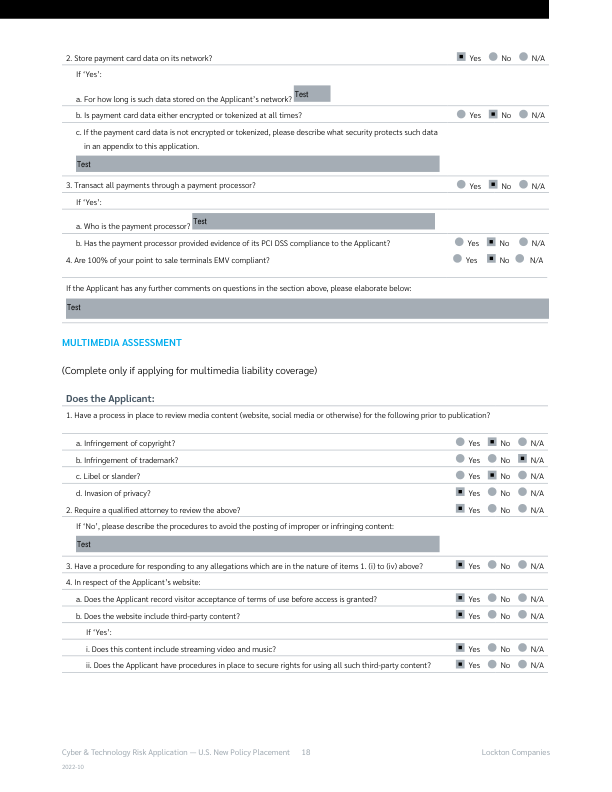 2. Store payment card data on its network? Yes No N/A
If 'Yes':
a. For how long is such data stored on the Applicant's network? Test
b. Is payment card data either encrypted or tokenized at all times? Yes No N/A
c. If the payment card data is not encrypted or tokenized, please describe what security protects such data
in an appendix to this application.
Test
3. Transact all payments through a payment processor? Yes No N/A
If 'Yes':
a. Who is the payment processor? Test
b. Has the payment processor provided evidence of its PCI DSS compliance to the Applicant? Yes No N/A
4. Are 100% of your point to sale terminals EMV compliant? Yes No N/A
If the Applicant has any further comments on questions in the section above, please elaborate below:
Test
MULTIMEDIA ASSESSMENT
(Complete only if applying for multimedia liability coverage)
Does the Applicant:
1. Have a process in place to review media content (website, social media or otherwise) for the following prior to publication?
a. Infringement of copyright? Yes No N/A
b. Infringement of trademark? Yes No N/A
c. Libel or slander? Yes No N/A
d. Invasion of privacy? Yes No N/A
2. Require a qualified attorney to review the above? Yes No N/A
If 'No', please describe the procedures to avoid the posting of improper or infringing content:
Test
3. Have a procedure for responding to any allegations which are in the nature of items 1. (i) to (iv) above? Yes No N/A
4. In respect of the Applicant's website:
a. Does the Applicant record visitor acceptance of terms of use before access is granted? Yes No N/A
b. Does the website include third-party content? Yes No N/A
If 'Yes':
i. Does this content include streaming video and music? Yes No N/A
ii. Does the Applicant have procedures in place to secure rights for using all such third-party content? Yes No N/A
Cyber & Technology Risk Application — U.S. New Policy Placement 18 Lockton Companies
2022-10